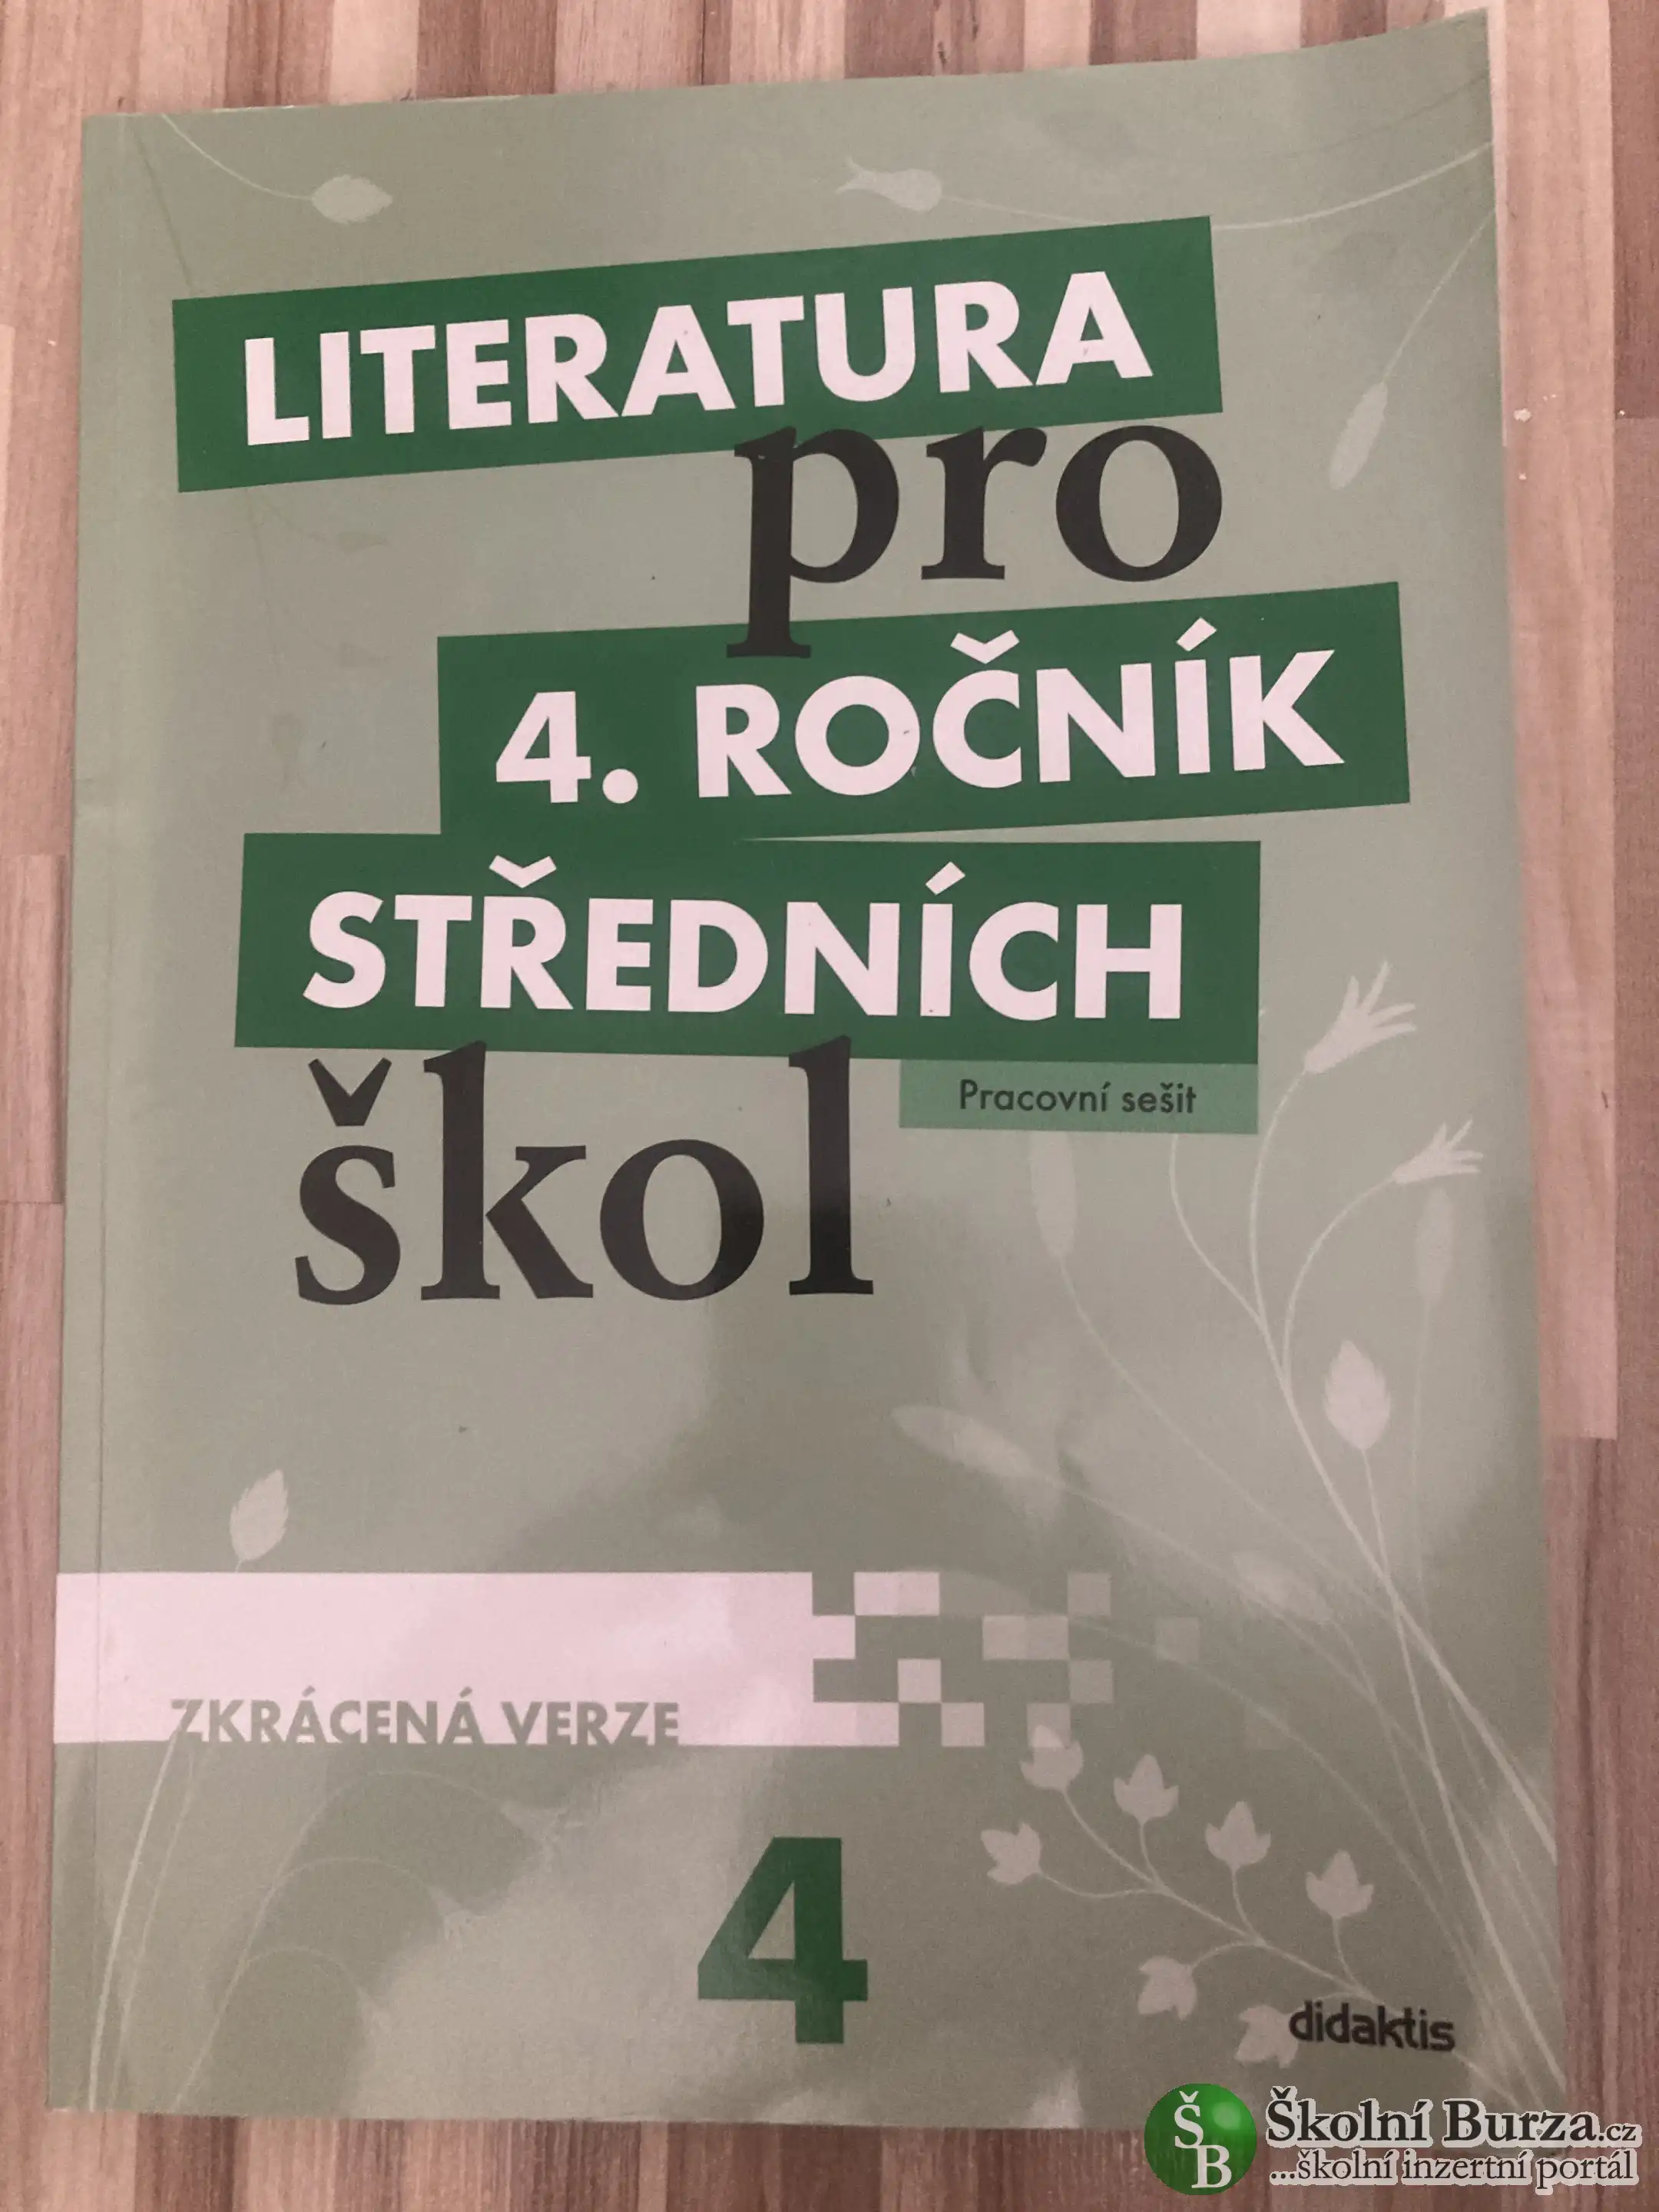 LITERATURA
pro
4. ROČNÍK
STŘEDNÍCH
škol
Pracovní sešit
ZKRÁCENÁ VERZE
4
didaktis
ŠB
Školní Burza.cz
...školní inzertní portál